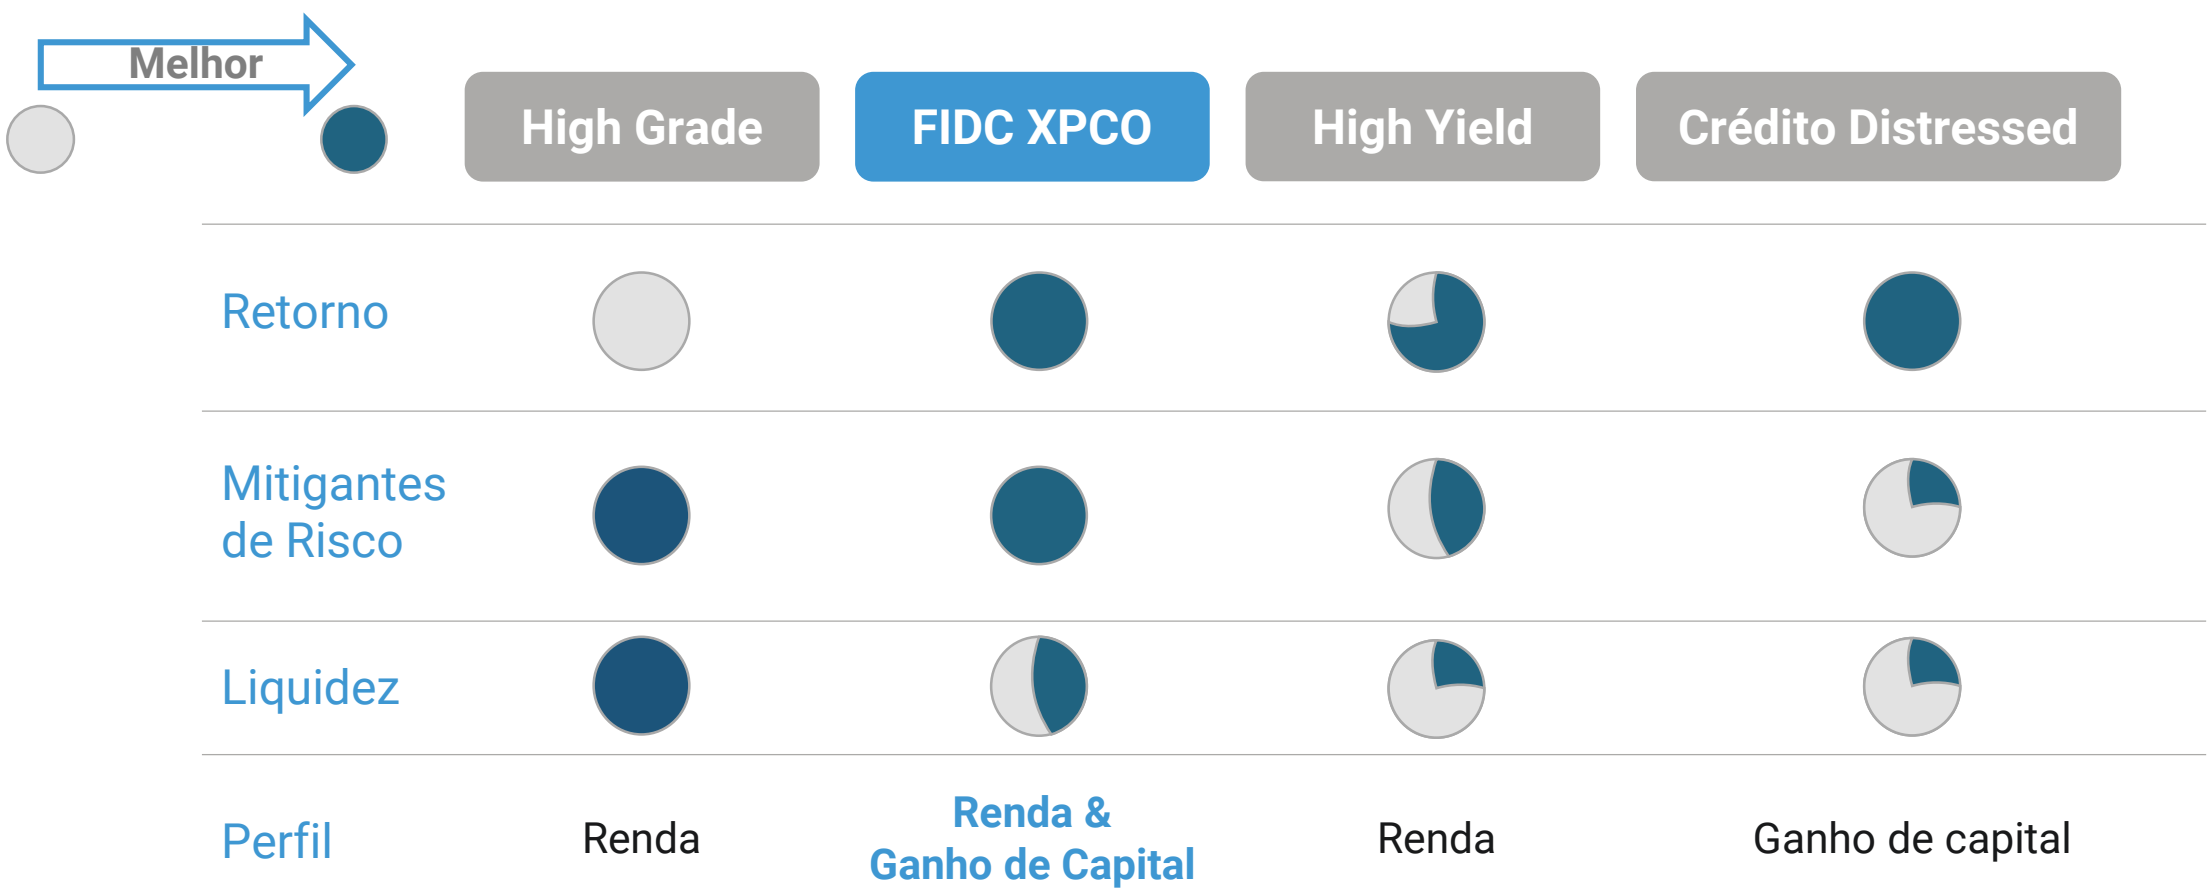 Melhor
High Grade
FIDC XPCO
High Yield
Crédito Distressed
Retorno
Mitigantes
de Risco
Liquidez
Perfil
Renda
Renda &
Ganho de Capital
Renda
Ganho de capital